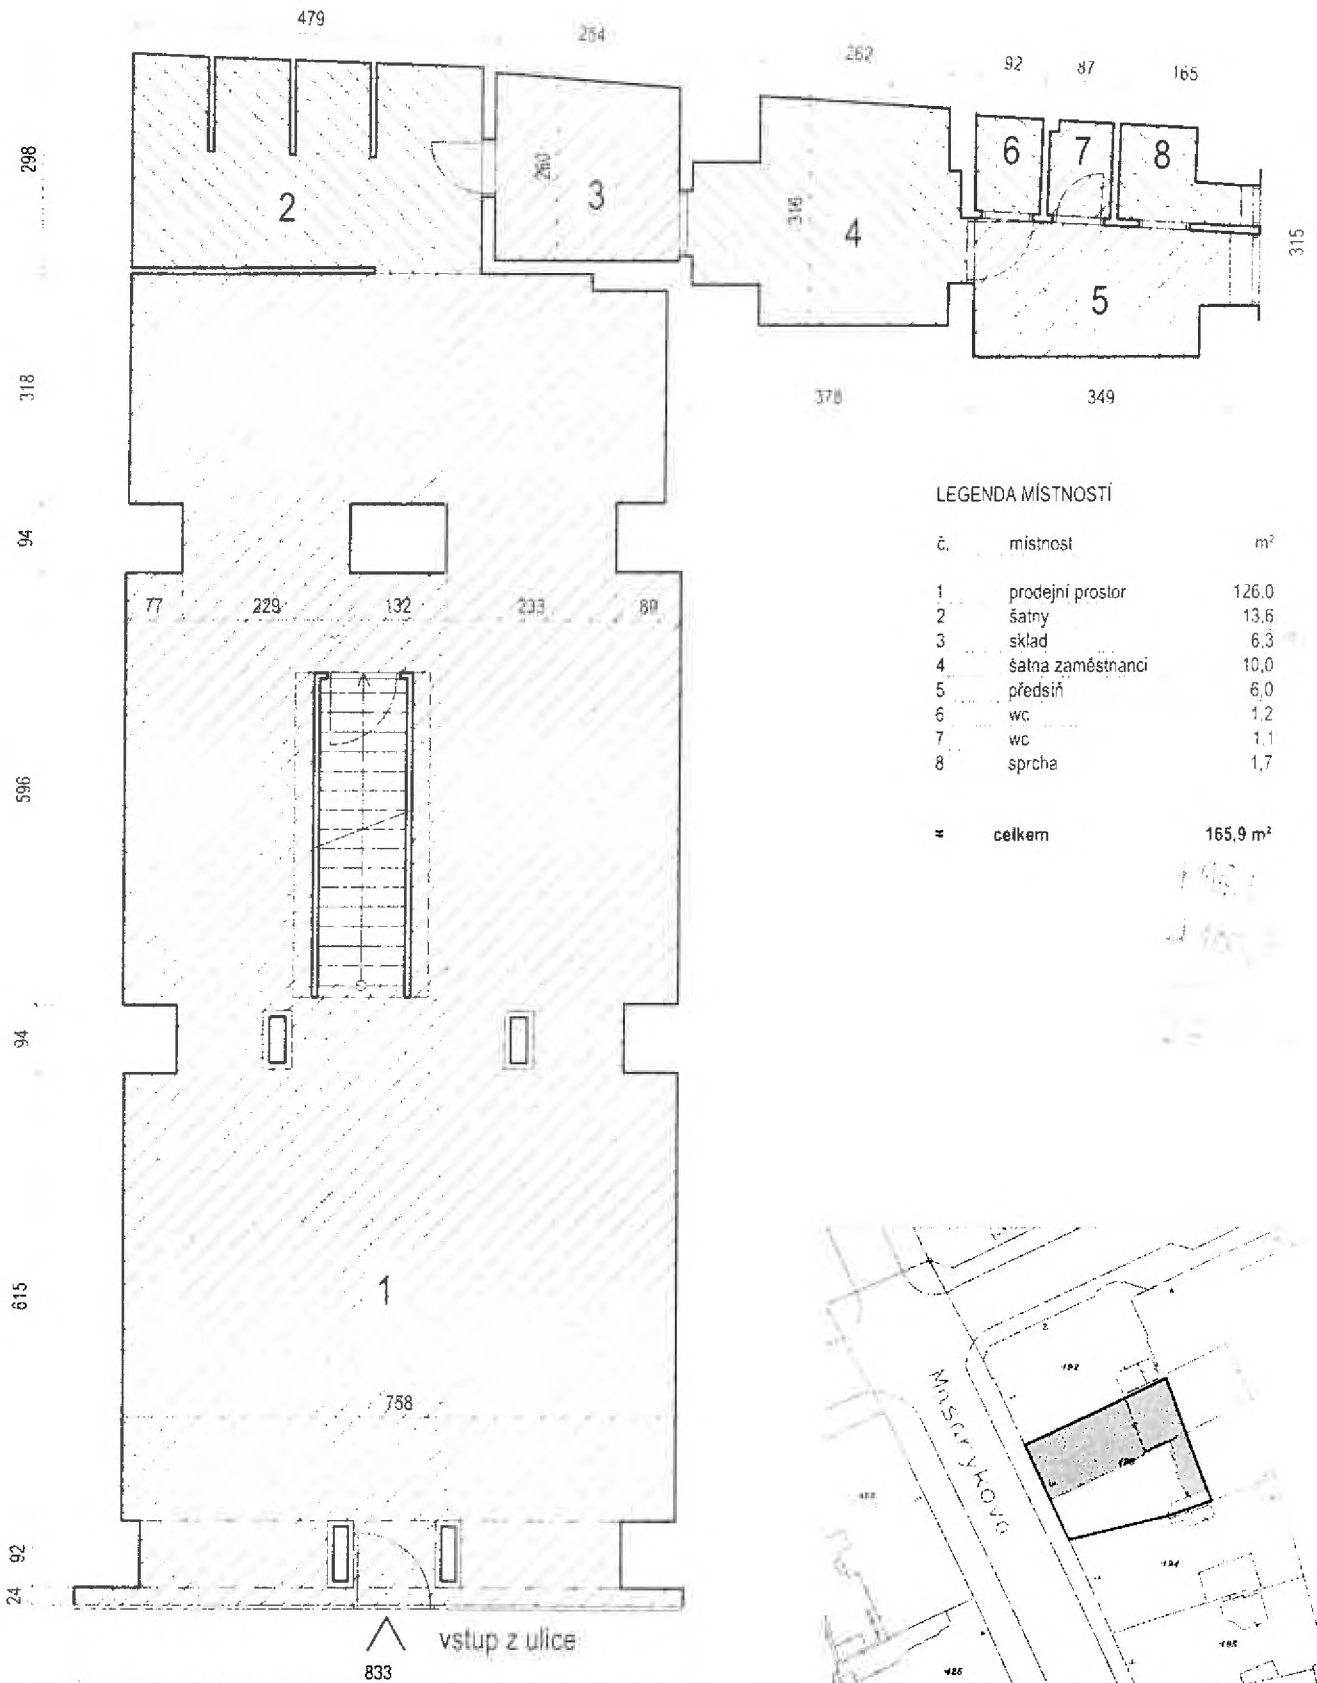 479
254
262
92
87
165
298
2
260
3
316
4
6
7
8
315
5
318
378
349
94
77
229
132
233
89
LEGENDA MÍSTNOSTÍ
č. místnost m²
1 prodejní prostor 126,0
2 šatny 13,6
3 sklad 6,3
4 šatna zaměstnanci 10,0
5 předsíň 6,0
6 wc 1,2
7 wc 1,1
8 sprcha 1,7
celkem 165,9 m²
596
94
615
1
758
92
24
vstup z ulice
833
Masarykova
2
192
194